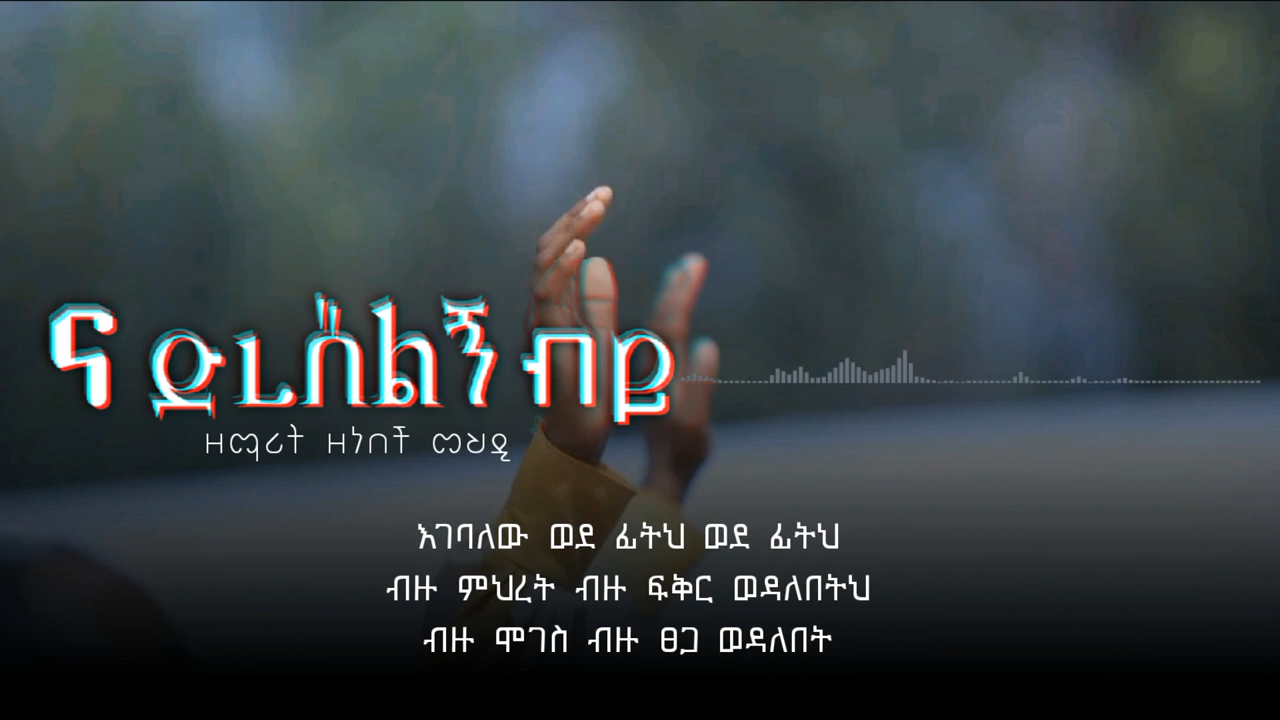 ና ድረስልኝ ብዬ
ዘማሪት ዘነበች መህዲ
እገባለው ወደ ፊትህ ወደ ፊትህ
ብዙ ምህረት ብዙ ፍቅር ወዳለበትህ
ብዙ ሞገስ ብዙ ፀጋ ወዳለበት